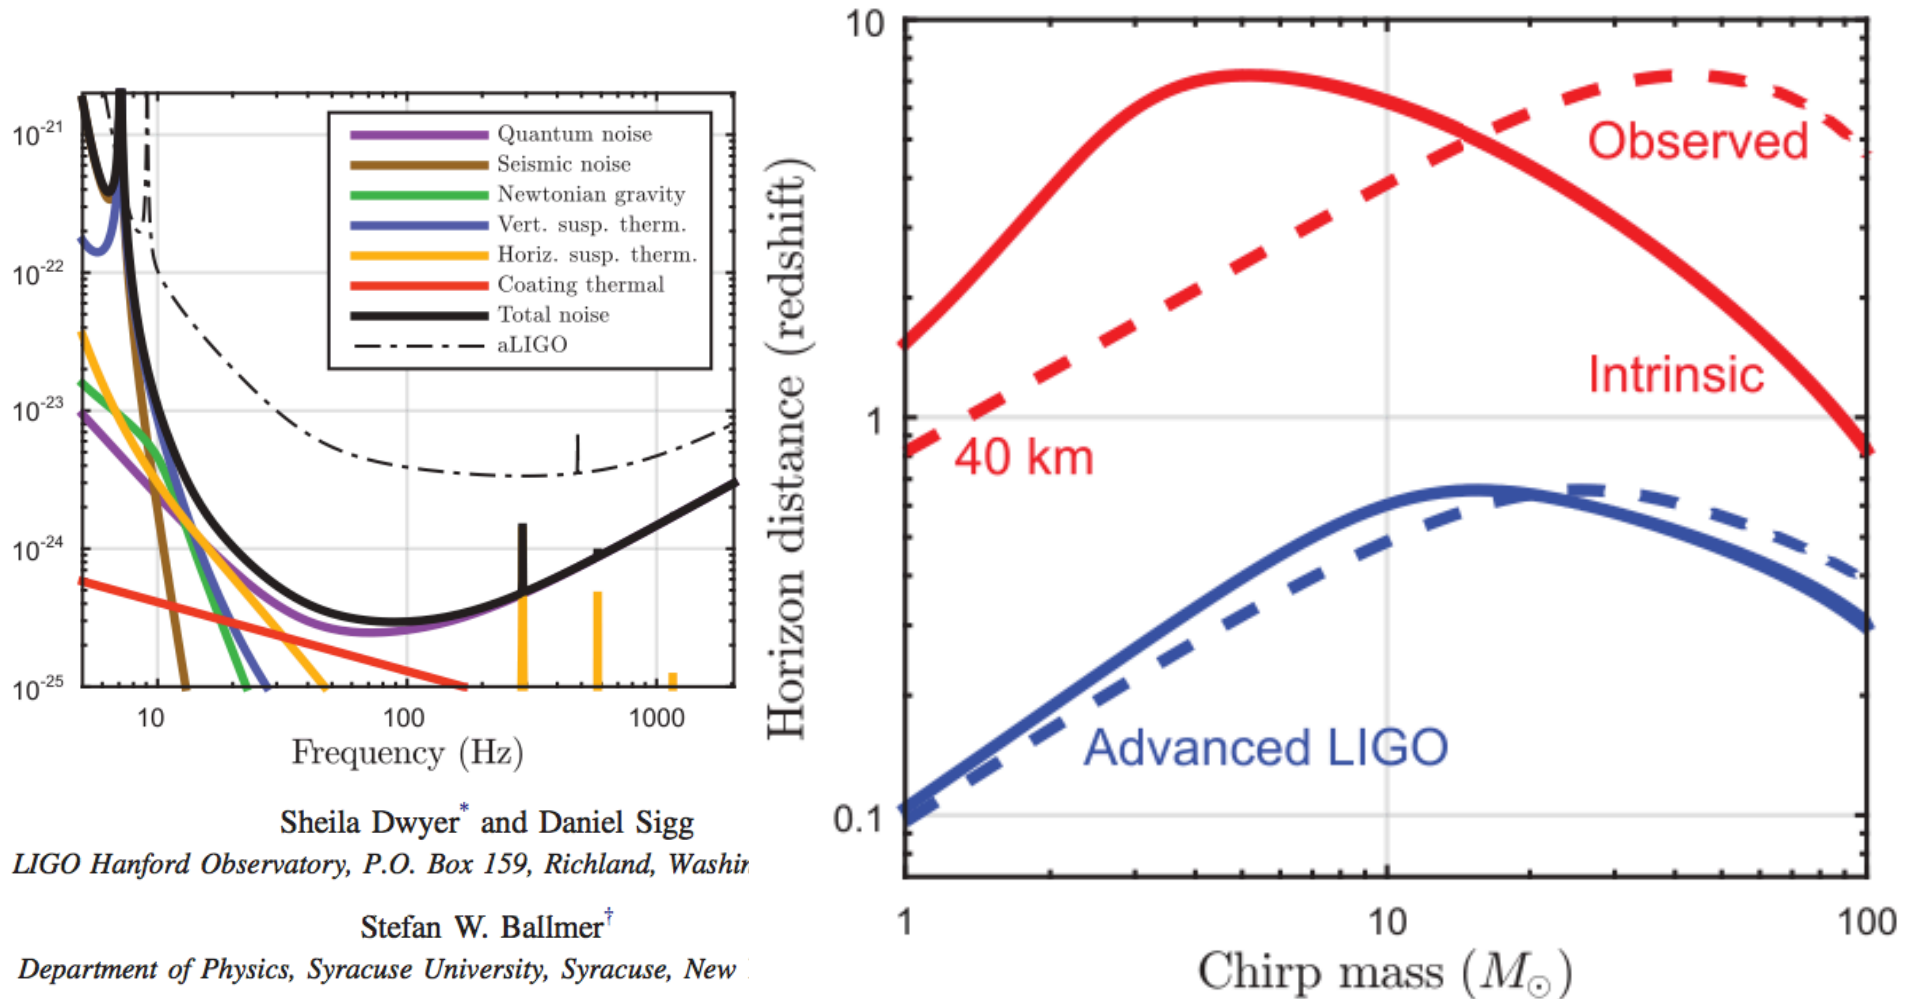 10⁻²¹
10⁻²²
10⁻²³
10⁻²⁴
10⁻²⁵
Quantum noise
Seismic noise
Newtonian gravity
Vert. susp. therm.
Horiz. susp. therm.
Coating thermal
Total noise
aLIGO
10 100 1000
Frequency (Hz)
Sheila Dwyer* and Daniel Sigg
LIGO Hanford Observatory, P.O. Box 159, Richland, Washin
Stefan W. Ballmer†
Department of Physics, Syracuse University, Syracuse, New
Horizon distance (redshift)
10
1
0.1
Observed
Intrinsic
40 km
Advanced LIGO
1 10 100
Chirp mass (M⊙)